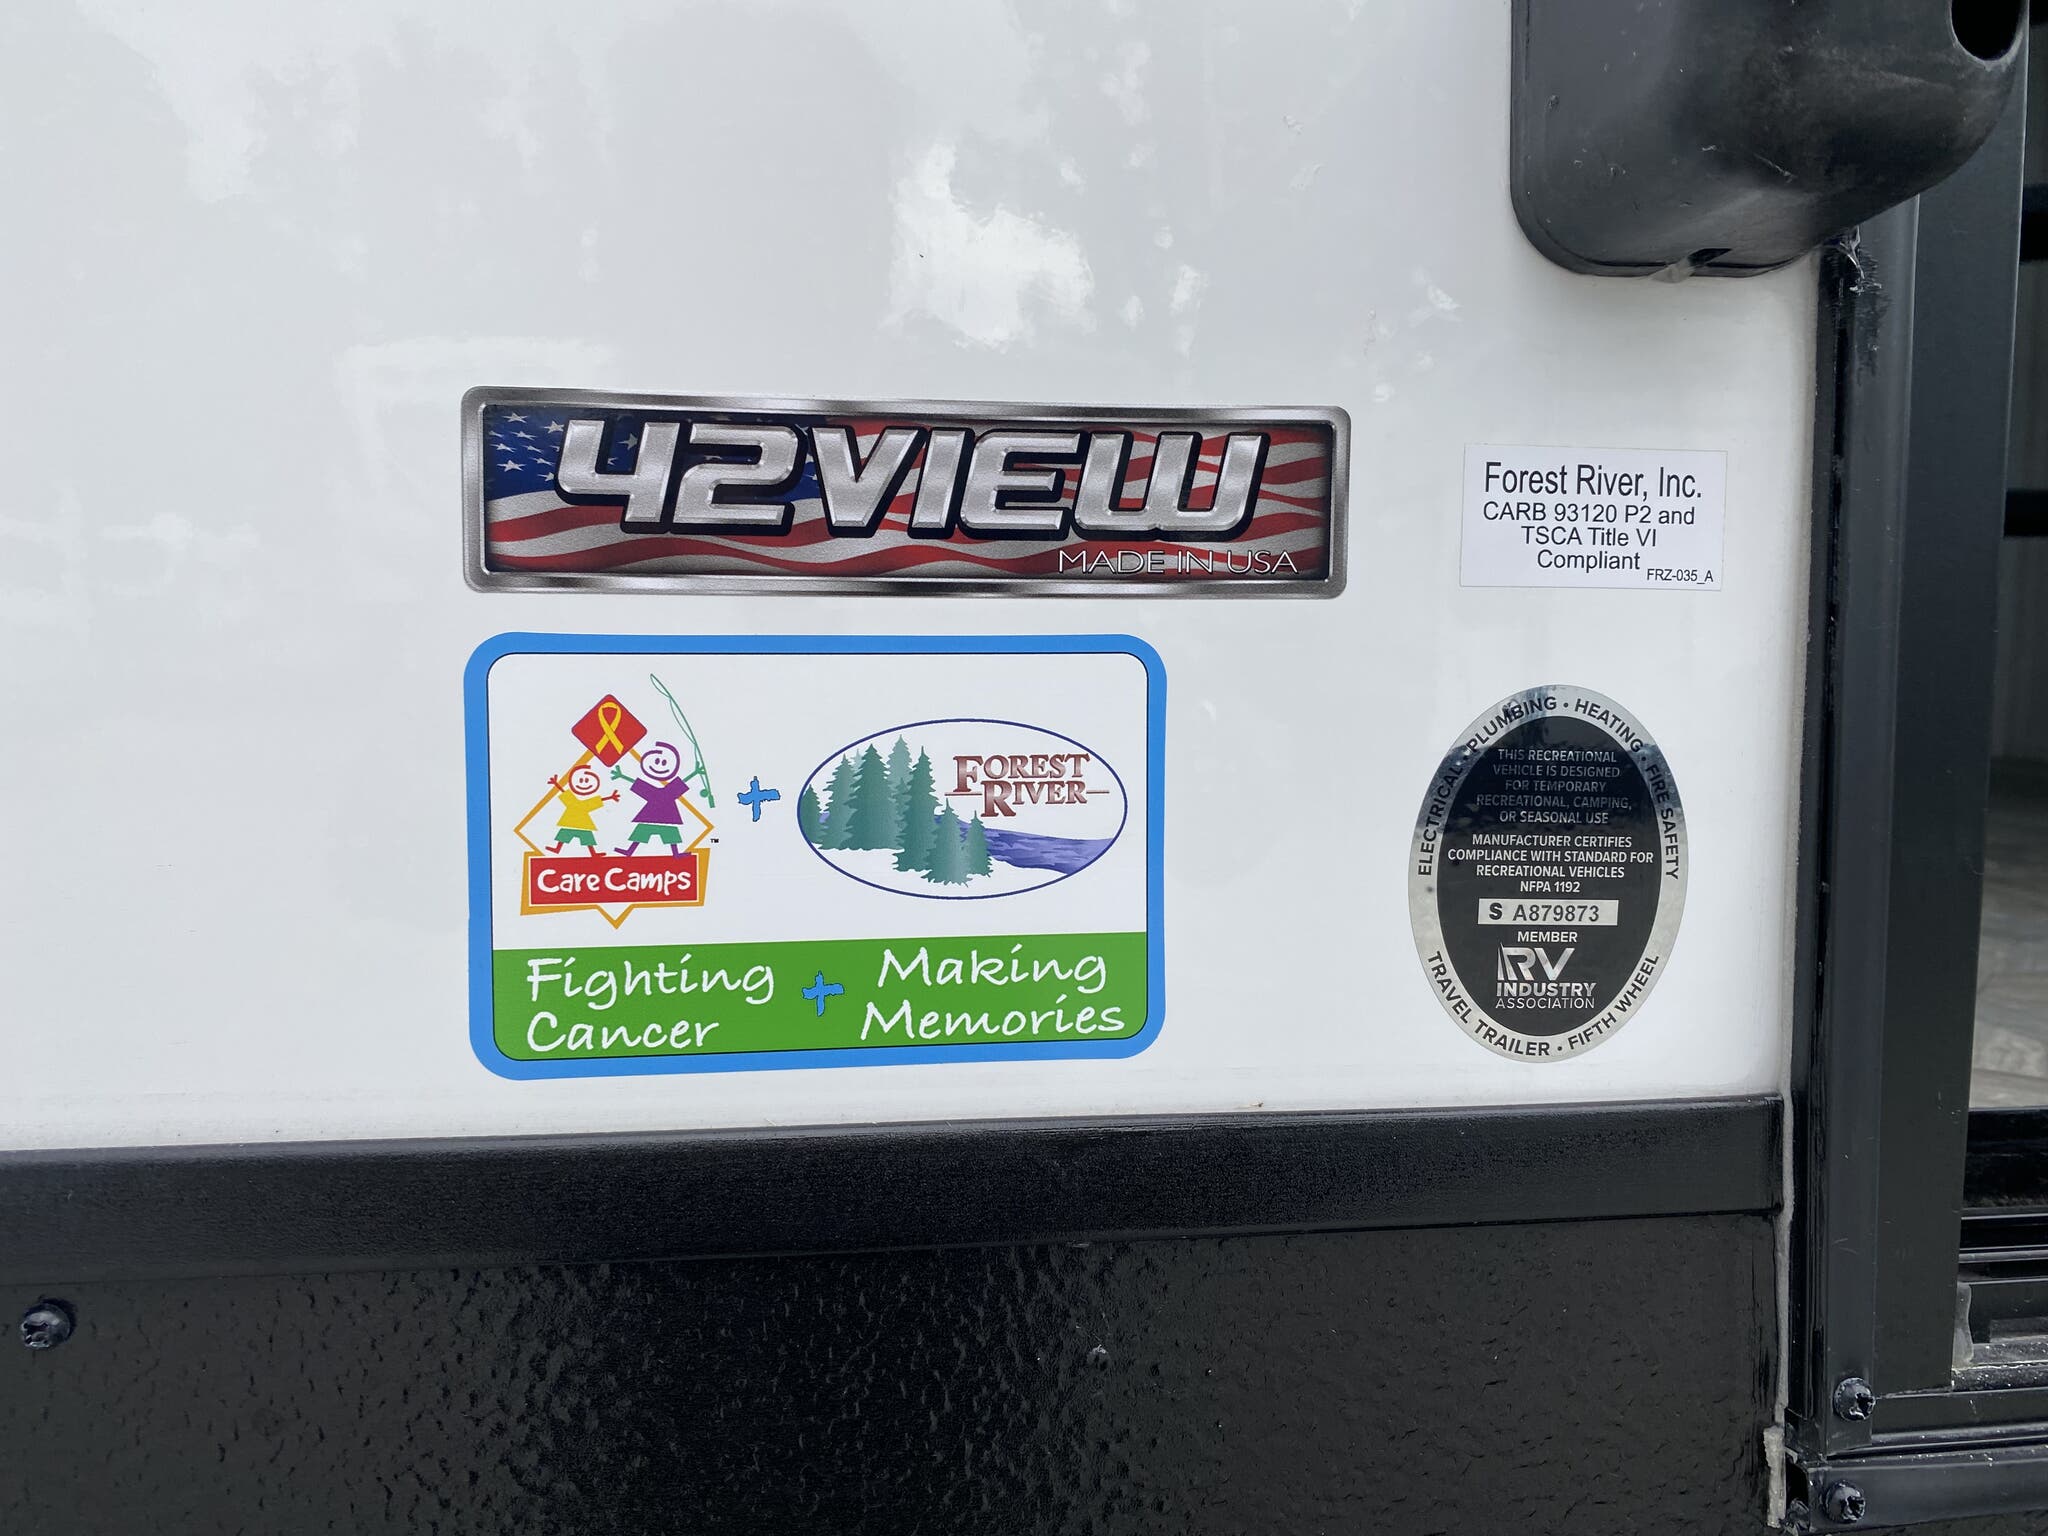 42VIEW
MADE IN USA
Forest River, Inc.
CARB 93120 P2 and
TSCA Title VI
Compliant
FRZ-035_A
Care Camps
™
+
FOREST
RIVER
Fighting
Cancer
+
Making
Memories
ELECTRICAL • PLUMBING • HEATING • FIRE SAFETY
THIS RECREATIONAL
VEHICLE IS DESIGNED
FOR TEMPORARY
RECREATIONAL, CAMPING,
OR SEASONAL USE
MANUFACTURER CERTIFIES
COMPLIANCE WITH STANDARD FOR
RECREATIONAL VEHICLES
NFPA 1192
S A879873
MEMBER
RV
INDUSTRY
ASSOCIATION
TRAVEL TRAILER • FIFTH WHEEL